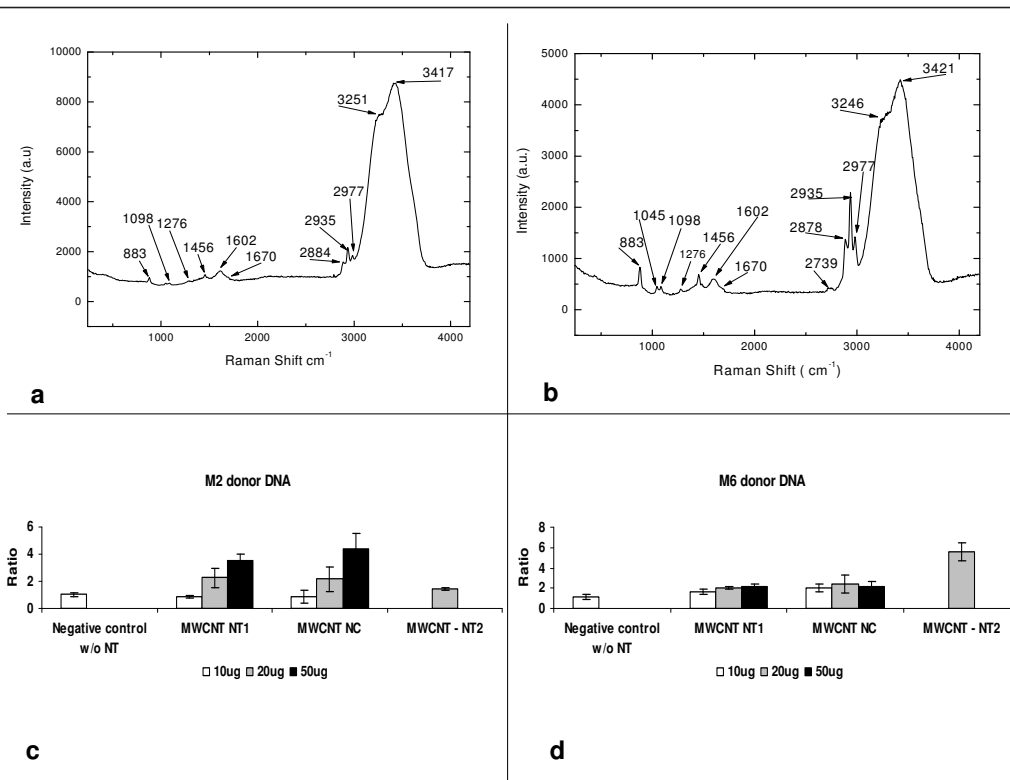 10000
8000
6000
4000
2000
0
Intensity (a.u)
3417
3251
2977
2935
2884
1098
1276
1456
1602
883
1670
1000 2000 3000 4000
Raman Shift cm-1
a
5000
4000
3000
2000
1000
0
Intensity (a.u.)
3421
3246
2977
2935
2878
2739
1045
1098
1602
1456
883
1276
1670
1000 2000 3000 4000
Raman Shift ( cm-1)
b
M2 donor DNA
Ratio
6
4
2
0
Negative control
w/o NT
MWCNT NT1
MWCNT NC
MWCNT - NT2
10ug 20ug 50ug
c
M6 donor DNA
Ratio
8
6
4
2
0
Negative control
w/o NT
MWCNT NT1
MWCNT NC
MWCNT - NT2
10ug 20ug 50ug
d